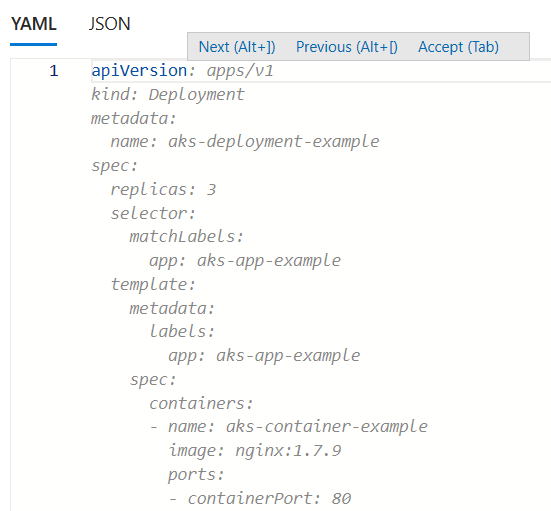 YAML JSON
Next (Alt+]) Previous (Alt+[) Accept (Tab)
1 apiVersion: apps/v1
kind: Deployment
metadata:
  name: aks-deployment-example
spec:
  replicas: 3
  selector:
    matchLabels:
      app: aks-app-example
  template:
    metadata:
      labels:
        app: aks-app-example
    spec:
      containers:
      - name: aks-container-example
        image: nginx:1.7.9
        ports:
        - containerPort: 80